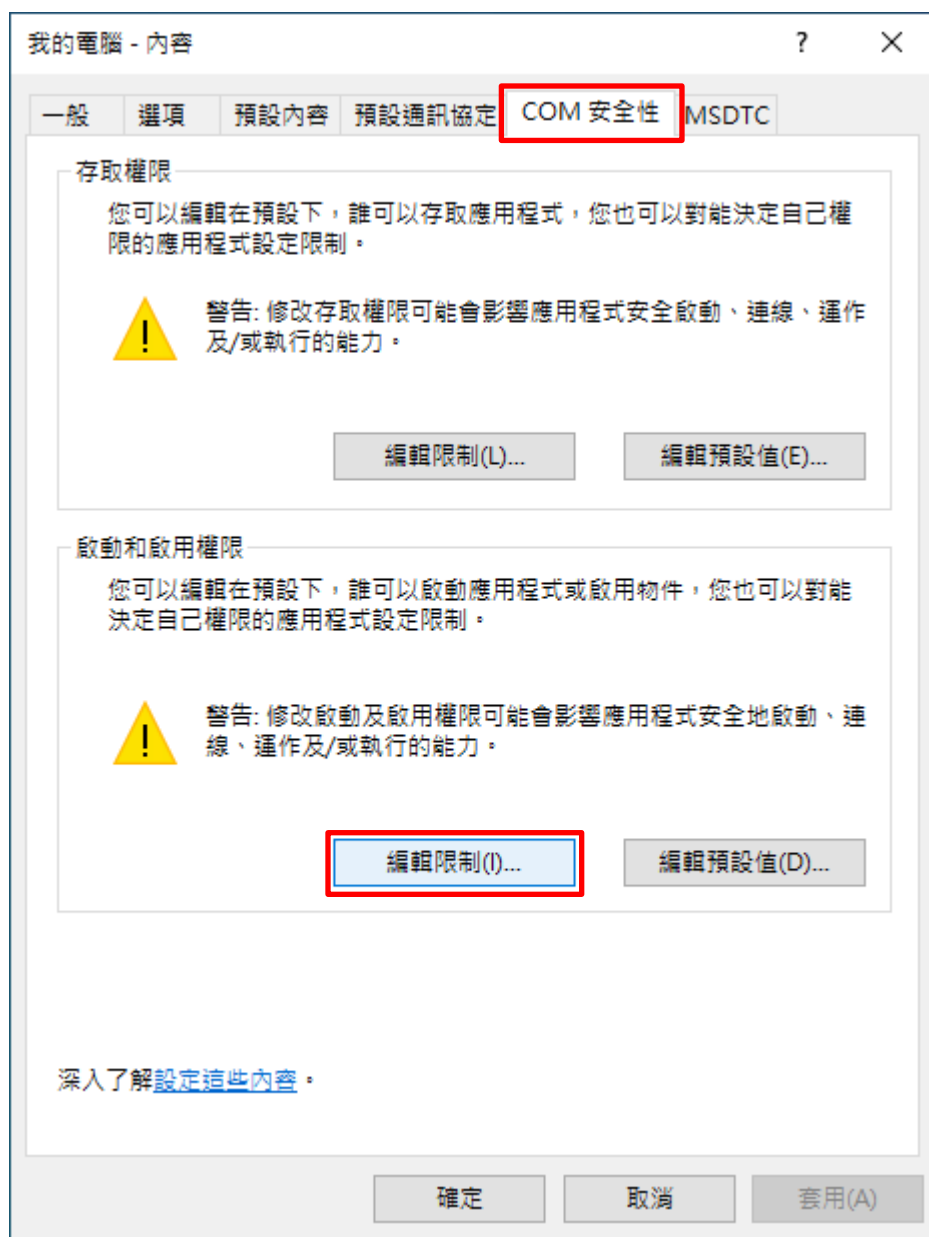 我的電腦 - 內容
?
一般
選項
預設內容
預設通訊協定
COM 安全性
MSDTC
存取權限
您可以編輯在預設下，誰可以存取應用程式，您也可以對能決定自己權
限的應用程式設定限制。
警告: 修改存取權限可能會影響應用程式安全啟動、連線、運作
及/或執行的能力。
編輯限制(L)...
編輯預設值(E)...
啟動和啟用權限
您可以編輯在預設下，誰可以啟動應用程式或啟用物件，您也可以對能
決定自己權限的應用程式設定限制。
警告: 修改啟動及啟用權限可能會影響應用程式安全地啟動、連
線、運作及/或執行的能力。
編輯限制(I)...
編輯預設值(D)...
深入了解設定這些內容。
確定
取消
套用(A)